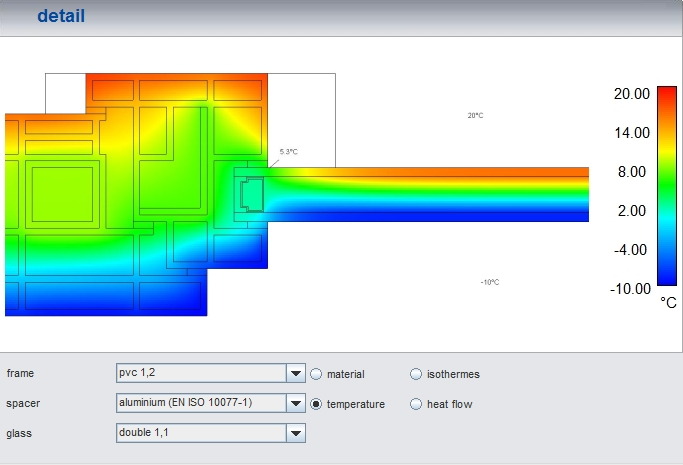 detail
20.00
20°C
14.00
5.3°C
8.00
2.00
-4.00
-10°C
-10.00
°C
frame
pvc 1,2
material
isothermes
spacer
aluminium (EN ISO 10077-1)
temperature
heat flow
glass
double 1,1